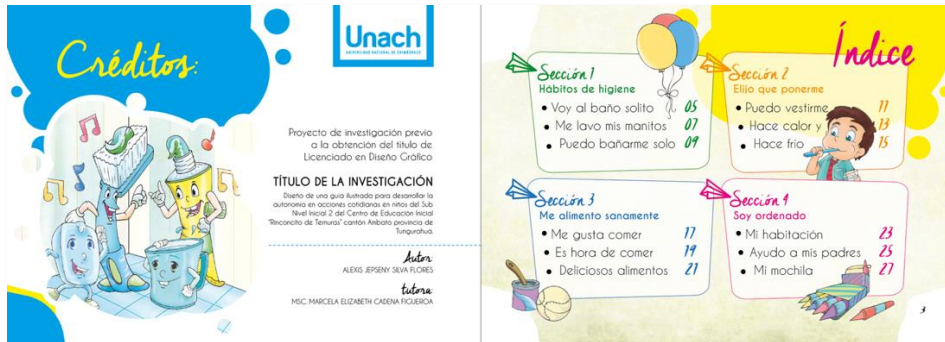 Créditos:
Unach
UNIVERSIDAD NACIONAL DE CHIMBORAZO
Proyecto de investigación previo
a la obtención del título de
Licenciado en Diseño Gráfico
TÍTULO DE LA INVESTIGACIÓN
Diseño de una guía ilustrada para desarrollar la
autonomía en acciones cotidianas en niños del Sub
Nivel Inicial 2 del Centro de Educación Inicial
"Rinconcito de Ternuras" cantón Ambato provincia de
Tungurahua.
Autor:
ALEXIS JEPSENY SILVA FLORES
tutora:
MSC. MARCELA ELIZABETH CADENA FIGUEROA
Índice
Sección 1
Hábitos de higiene
• Voy al baño solito 05
• Me lavo mis manitos 07
• Puedo bañarme solo 09
Sección 2
Elijo que ponerme
• Puedo vestirme 11
• Hace calor y 13
• Hace frío 15
Sección 3
Me alimento sanamente
• Me gusta comer 17
• Es hora de comer 19
• Deliciosos alimentos 21
Sección 4
Soy ordenado
• Mi habitación 23
• Ayudo a mis padres 25
• Mi mochila 27
3